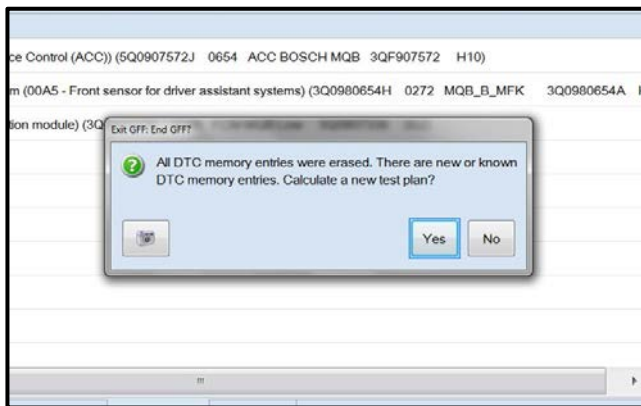 ce Control (ACC)) (5Q0907572J 0654 ACC BOSCH MQB 3QF907572 H10)
m (00A5 - Front sensor for driver assistant systems) (3Q0980654H 0272 MQB_B_MFK 3Q0980654A
tion module) (3Q
Exit GFF: End GFF?
All DTC memory entries were erased. There are new or known
DTC memory entries. Calculate a new test plan?
Yes No